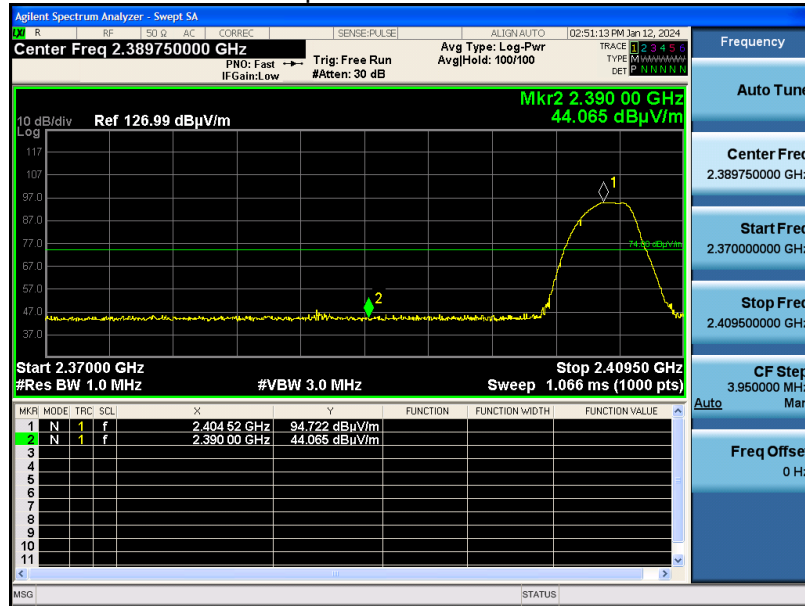 Agilent Spectrum Analyzer - Swept SA
LXI R RF 50 Ω AC CORREC SENSE:PULSE ALIGN AUTO 02:51:13 PM Jan 12, 2024
Center Freq 2.389750000 GHz
PNO: Fast
IFGain:Low
Trig: Free Run
#Atten: 30 dB
Avg Type: Log-Pwr
Avg|Hold: 100/100
TRACE 1 2 3 4 5 6
TYPE M
DET P N N N N N
Mkr2 2.390 00 GHz
44.065 dBµV/m
10 dB/div Ref 126.99 dBµV/m
Log
117
107
97.0
87.0
77.0
67.0
57.0
47.0
37.0
1
2
74.00 dBµV/m
Start 2.37000 GHz Stop 2.40950 GHz
#Res BW 1.0 MHz #VBW 3.0 MHz Sweep 1.066 ms (1000 pts)
MKR MODE TRC SCL X Y FUNCTION FUNCTION WIDTH FUNCTION VALUE
1 N 1 f 2.404 52 GHz 94.722 dBµV/m
2 N 1 f 2.390 00 GHz 44.065 dBµV/m
3
4
5
6
7
8
9
10
11
MSG STATUS
Frequency
Auto Tune
Center Freq
2.389750000 GHz
Start Freq
2.370000000 GHz
Stop Freq
2.409500000 GHz
CF Step
3.950000 MHz
Auto Man
Freq Offset
0 Hz